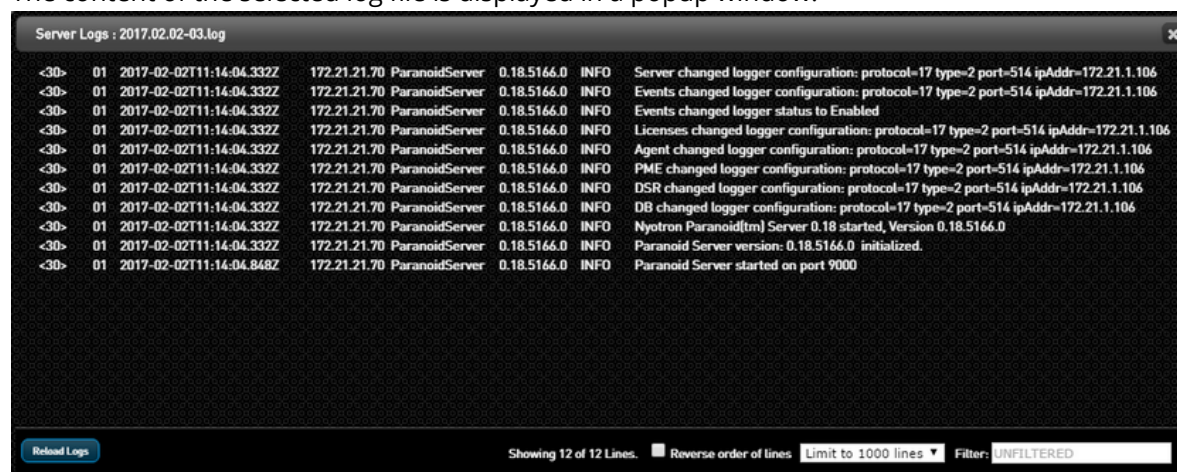 The content of the selected log file is displayed in a popup window.
Server Logs : 2017.02.02-03.log
<30> 01 2017-02-02T11:14:04.332Z 172.21.21.70 ParanoidServer 0.18.5166.0 INFO Server changed logger configuration: protocol=17 type=2 port=514 ipAddr=172.21.1.106
<30> 01 2017-02-02T11:14:04.332Z 172.21.21.70 ParanoidServer 0.18.5166.0 INFO Events changed logger configuration: protocol=17 type=2 port=514 ipAddr=172.21.1.106
<30> 01 2017-02-02T11:14:04.332Z 172.21.21.70 ParanoidServer 0.18.5166.0 INFO Events changed logger status to Enabled
<30> 01 2017-02-02T11:14:04.332Z 172.21.21.70 ParanoidServer 0.18.5166.0 INFO Licenses changed logger configuration: protocol=17 type=2 port=514 ipAddr=172.21.1.106
<30> 01 2017-02-02T11:14:04.332Z 172.21.21.70 ParanoidServer 0.18.5166.0 INFO Agent changed logger configuration: protocol=17 type=2 port=514 ipAddr=172.21.1.106
<30> 01 2017-02-02T11:14:04.332Z 172.21.21.70 ParanoidServer 0.18.5166.0 INFO PME changed logger configuration: protocol=17 type=2 port=514 ipAddr=172.21.1.106
<30> 01 2017-02-02T11:14:04.332Z 172.21.21.70 ParanoidServer 0.18.5166.0 INFO DSR changed logger configuration: protocol=17 type=2 port=514 ipAddr=172.21.1.106
<30> 01 2017-02-02T11:14:04.332Z 172.21.21.70 ParanoidServer 0.18.5166.0 INFO DB changed logger configuration: protocol=17 type=2 port=514 ipAddr=172.21.1.106
<30> 01 2017-02-02T11:14:04.332Z 172.21.21.70 ParanoidServer 0.18.5166.0 INFO Nyotron Paranoid[tm] Server 0.18 started, Version 0.18.5166.0
<30> 01 2017-02-02T11:14:04.332Z 172.21.21.70 ParanoidServer 0.18.5166.0 INFO Paranoid Server version: 0.18.5166.0 initialized.
<30> 01 2017-02-02T11:14:04.848Z 172.21.21.70 ParanoidServer 0.18.5166.0 INFO Paranoid Server started on port 9000
Reload Logs Showing 12 of 12 Lines. Reverse order of lines Limit to 1000 lines Filter: UNFILTERED